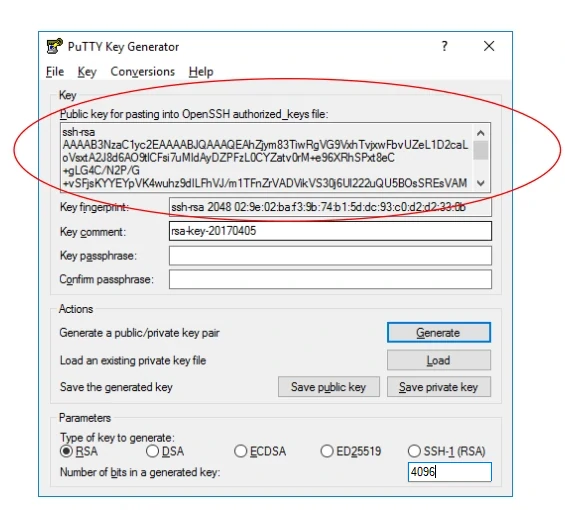 PuTTY Key Generator
?
File Key Conversions Help
Key
Public key for pasting into OpenSSH authorized_keys file:
ssh-rsa
AAAAB3NzaC1yc2EAAAABJQAAAQEAhZjym83TiwRgVG9VxhTvjxwFbvUZeL1D2caL
oVsxtA2J8d6AO9tlCFsi7uMIdAyDZPFzL0CYZatv0rM+e96XRhSPxt8eC
+gLG4C/N2P/G
+vSFjsKYYEYpVK4wuhz9dILFhVJ/m1TFnZrVADVikVS30j6UI222uQU5BOsSREsVAM
Key fingerprint: ssh-rsa 2048 02:9e:02:ba:f3:9b:74:b1:5d:dc:93:c0:d2:d2:33:0b
Key comment: rsa-key-20170405
Key passphrase:
Confirm passphrase:
Actions
Generate a public/private key pair Generate
Load an existing private key file Load
Save the generated key Save public key Save private key
Parameters
Type of key to generate:
RSA DSA ECDSA ED25519 SSH-1 (RSA)
Number of bits in a generated key: 4096